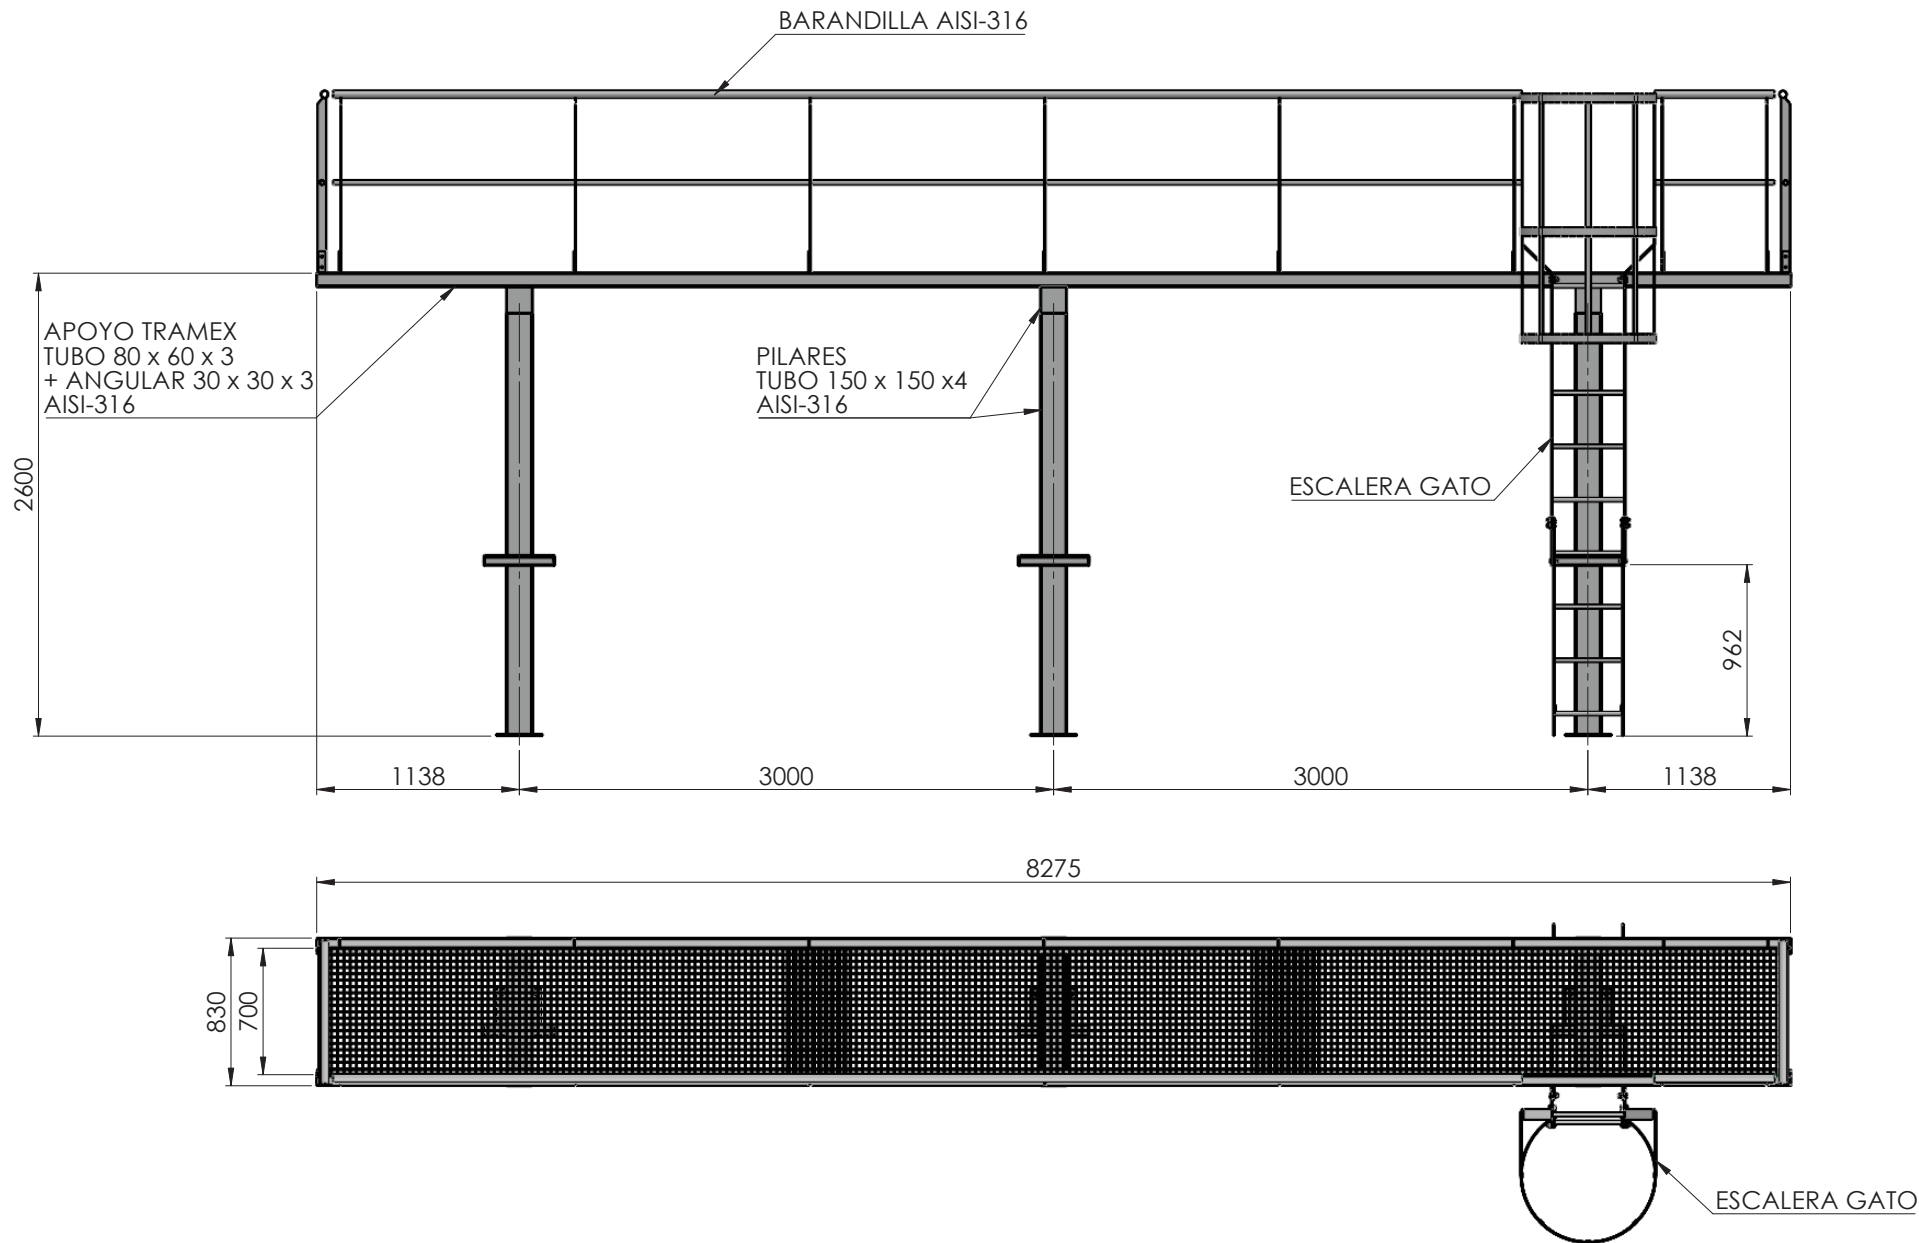 BARANDILLA AISI-316
APOYO TRAMEX
TUBO 80 x 60 x 3
+ ANGULAR 30 x 30 x 3
AISI-316
PILARES
TUBO 150 x 150 x4
AISI-316
ESCALERA GATO
2600
962
1138
3000
3000
1138
8275
830
700
ESCALERA GATO